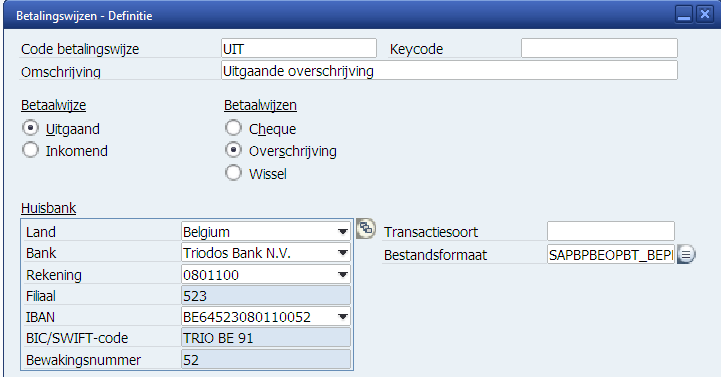 Betalingswijzen - Definitie
Code betalingswijze UIT Keycode
Omschrijving Uitgaande overschrijving
Betaalwijze Betaalwijzen
Uitgaand Cheque
Inkomend Overschrijving
Wissel
Huisbank
Land Belgium Transactiesoort
Bank Triodos Bank N.V. Bestandsformaat SAPBPBEOPBT_BEP
Rekening 0801100
Filiaal 523
IBAN BE64523080110052
BIC/SWIFT-code TRIO BE 91
Bewakingsnummer 52